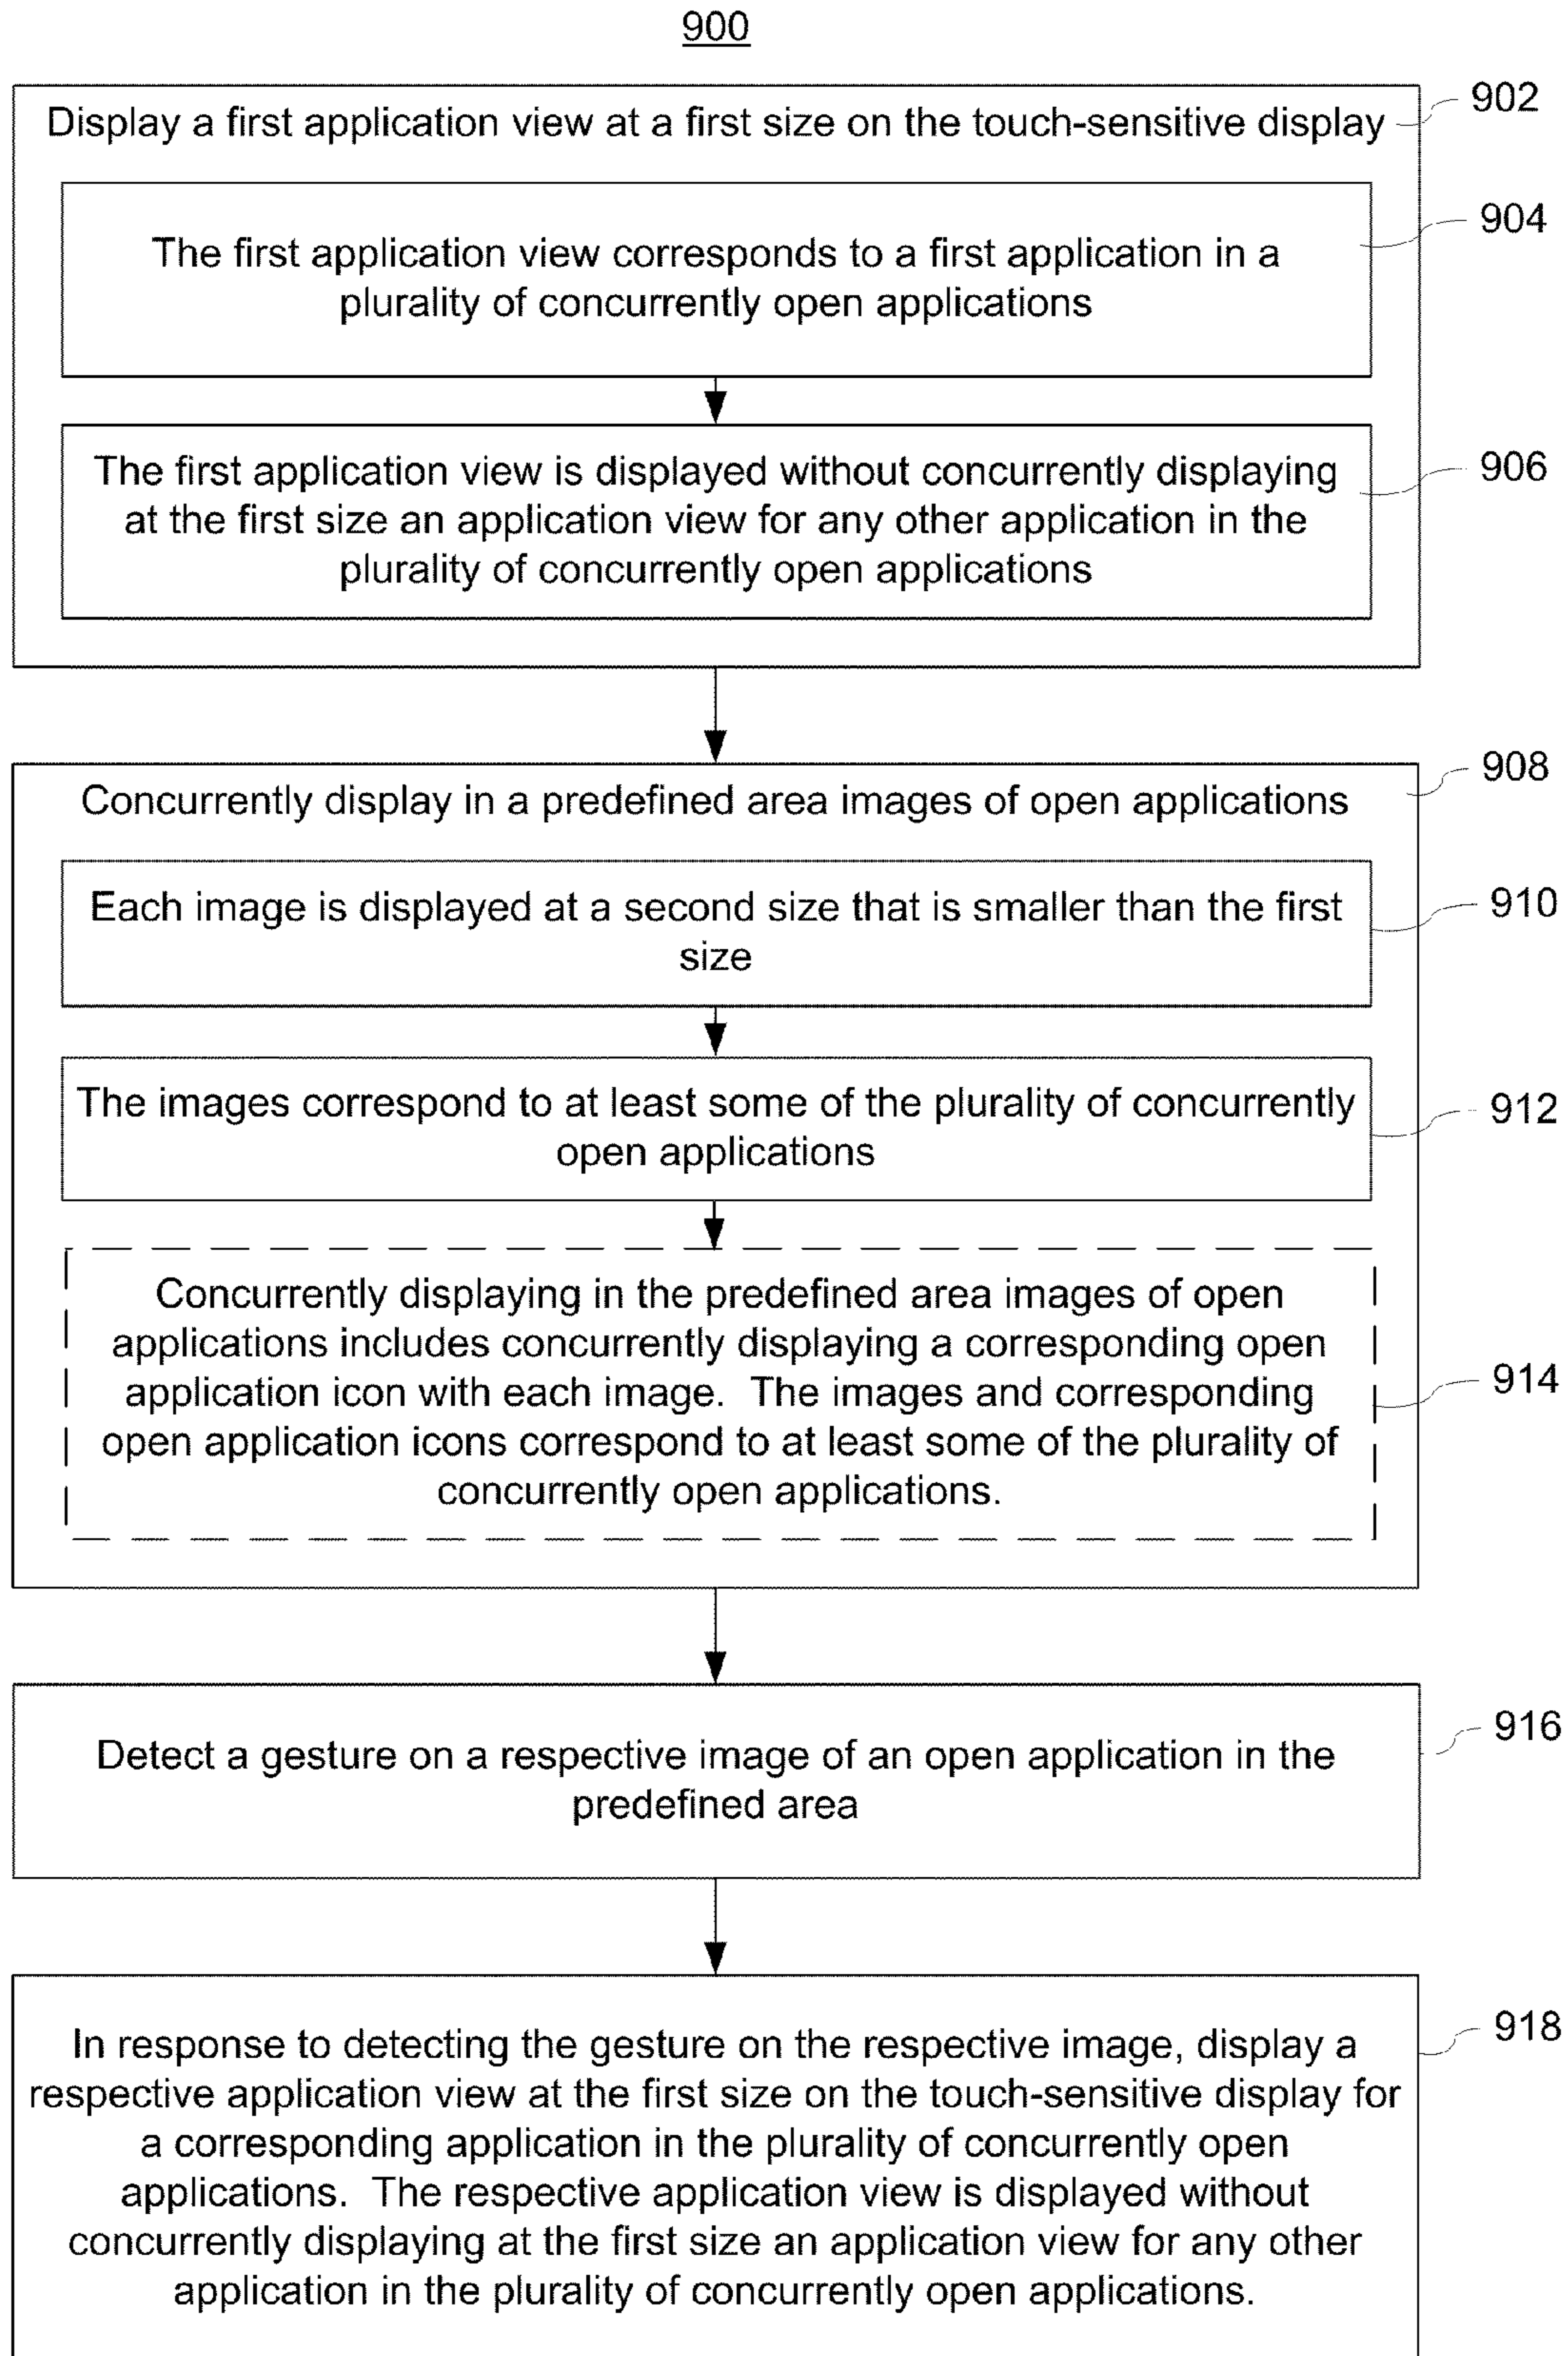 900
902
Display a first application view at a first size on the touch-sensitive display
904
The first application view corresponds to a first application in a
plurality of concurrently open applications
906
The first application view is displayed without concurrently displaying
at the first size an application view for any other application in the
plurality of concurrently open applications
908
Concurrently display in a predefined area images of open applications
910
Each image is displayed at a second size that is smaller than the first
size
912
The images correspond to at least some of the plurality of concurrently
open applications
914
Concurrently displaying in the predefined area images of open
applications includes concurrently displaying a corresponding open
application icon with each image.  The images and corresponding
open application icons correspond to at least some of the plurality of
concurrently open applications.
916
Detect a gesture on a respective image of an open application in the
predefined area
918
In response to detecting the gesture on the respective image, display a
respective application view at the first size on the touch-sensitive display for
a corresponding application in the plurality of concurrently open
applications.  The respective application view is displayed without
concurrently displaying at the first size an application view for any other
application in the plurality of concurrently open applications.